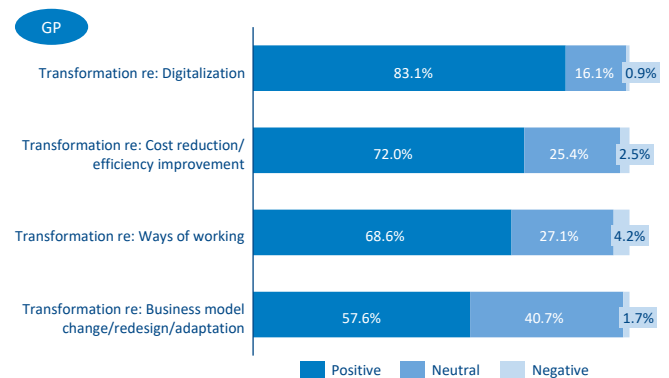 GP
Transformation re: Digitalization
83.1%
16.1%
0.9%
Transformation re: Cost reduction/
efficiency improvement
72.0%
25.4%
2.5%
Transformation re: Ways of working
68.6%
27.1%
4.2%
Transformation re: Business model
change/redesign/adaptation
57.6%
40.7%
1.7%
Positive
Neutral
Negative